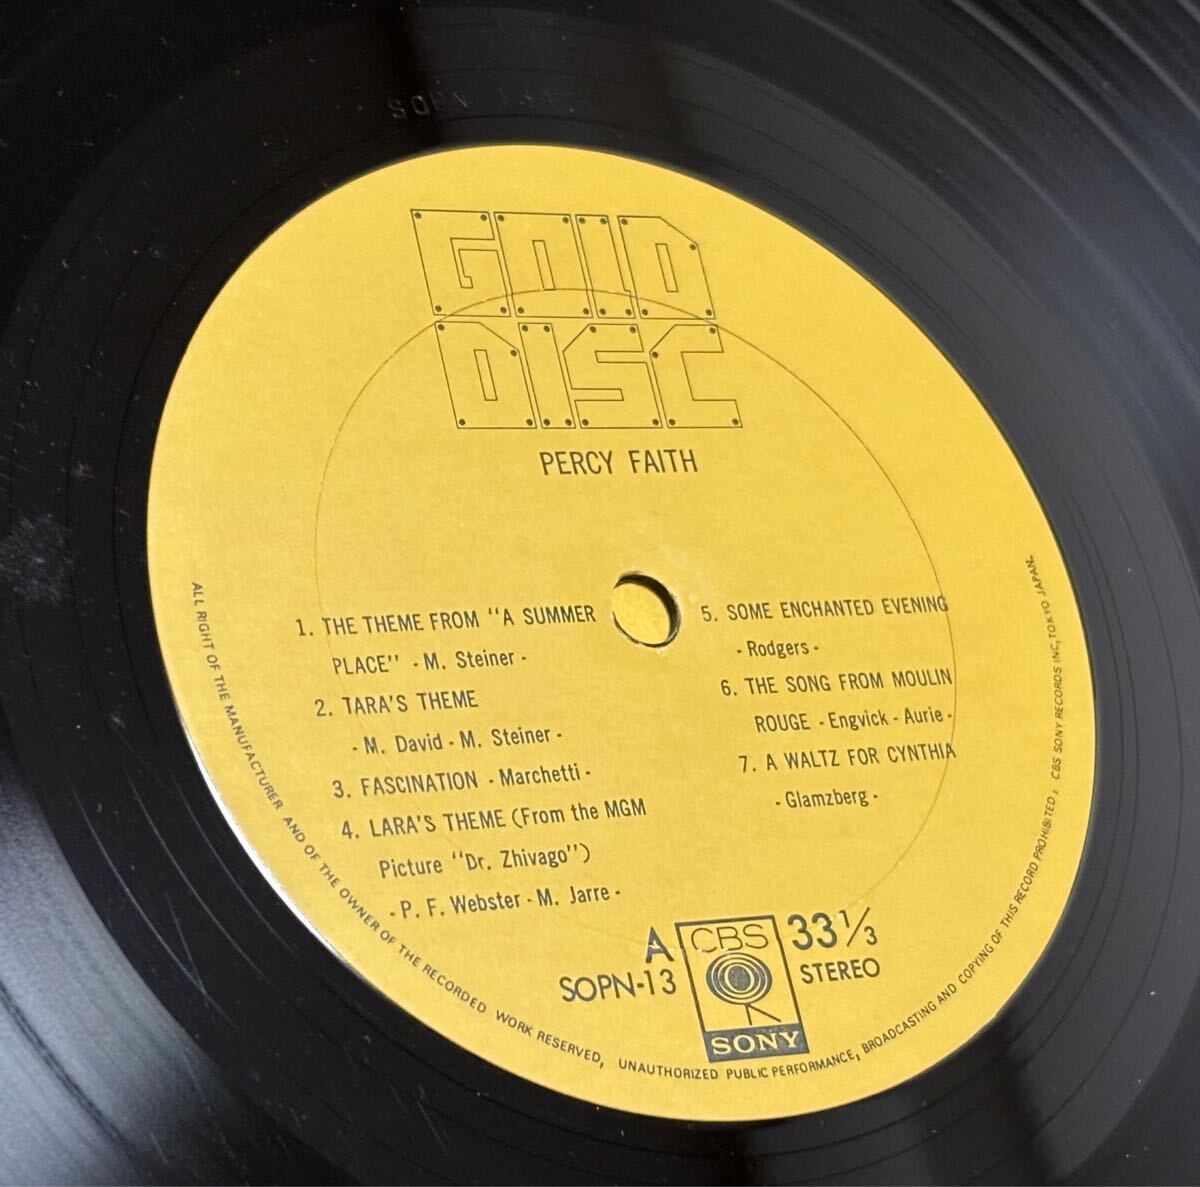 SOPN
GOLD
DISC
PERCY FAITH
1. THE THEME FROM "A SUMMER
PLACE" - M. Steiner -
2. TARA'S THEME
- M. David - M. Steiner -
3. FASCINATION - Marchetti -
4. LARA'S THEME (From the MGM
Picture "Dr. Zhivago")
- P. F. Webster - M. Jarre -
5. SOME ENCHANTED EVENING
- Rodgers -
6. THE SONG FROM MOULIN
ROUGE - Engvick - Aurie -
7. A WALTZ FOR CYNTHIA
- Glamzberg -
A
SOPN-13
CBS
SONY
33 1/3
STEREO
ALL RIGHT OF THE MANUFACTURER AND OF THE OWNER OF THE RECORDED WORK RESERVED, UNAUTHORIZED PUBLIC PERFORMANCE, BROADCASTING AND COPYING OF THIS RECORD PROHIBITED, CBS SONY RECORDS INC, TOKYO JAPAN.